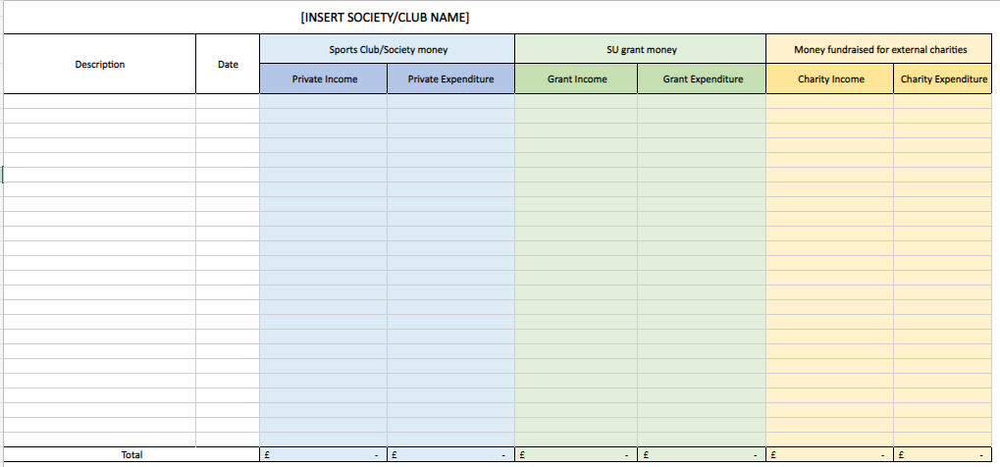 [INSERT SOCIETY/CLUB NAME]
Description Date Sports Club/Society money SU grant money Money fundraised for external charities
Private Income Private Expenditure Grant Income Grant Expenditure Charity Income Charity Expenditure
Total £ - £ - £ - £ - £ - £ -